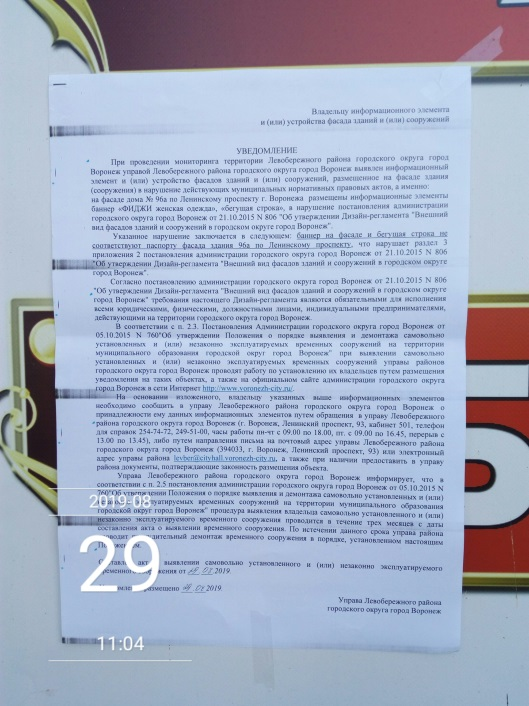 Владельцу информационного элемента
и (или) устройства фасада зданий и (или) сооружений
УВЕДОМЛЕНИЕ
При проведении мониторинга территории Левобережного района городского округа город
Воронеж управой Левобережного района городского округа город Воронеж выявлен информационный
элемент и (или) устройство фасадов зданий и (или) сооружений, размещенное на фасаде здания
(сооружения) в нарушение действующих муниципальных нормативных правовых актов, а именно:
на фасаде дома № 96а по Ленинскому проспекту г. Воронежа размещены информационные элементы
баннер «ФИДЖИ женская одежда», «бегущая строка», в нарушение постановления администрации
городского округа город Воронеж от 21.10.2015 N 806 "Об утверждении Дизайн-регламента "Внешний
вид фасадов зданий и сооружений в городском округе город Воронеж".
Указанное нарушение заключается в следующем: баннер на фасаде и бегущая строка не
соответствуют паспорту фасада здания 96а по Ленинскому проспекту, что нарушает раздел 3
приложения 2 постановления администрации городского округа город Воронеж от 21.10.2015 N 806
"Об утверждении Дизайн-регламента "Внешний вид фасадов зданий и сооружений в городском округе
город Воронеж".
Согласно постановлению администрации городского округа город Воронеж от 21.10.2015 N 806
"Об утверждении Дизайн-регламента "Внешний вид фасадов зданий и сооружений в городском округе
город Воронеж" требования настоящего Дизайн-регламента являются обязательными для исполнения
всеми юридическими, физическими, должностными лицами, индивидуальными предпринимателями,
действующими на территории городского округа город Воронеж.
В соответствии с п. 2.3. Постановления Администрации городского округа город Воронеж от
05.10.2015 N 760"Об утверждении Положения о порядке выявления и демонтажа самовольно
установленных и (или) незаконно эксплуатируемых временных сооружений на территории
муниципального образования городской округ город Воронеж" при выявлении самовольно
установленных и (или) незаконно эксплуатируемых временных сооружений управы районов
городского округа город Воронеж проводят работу по установлению их владельцев путем размещения
уведомления на таких объектах, а также на официальном сайте администрации городского округа
город Воронеж в сети Интернет http://www.voronezh-city.ru/.
На основании изложенного, владельцу указанных выше информационных элементов
необходимо сообщить в управу Левобережного района городского округа город Воронеж о
принадлежности ему данных информационных элементов путем обращения в управу Левобережного
района городского округа город Воронеж (г. Воронеж, Ленинский проспект, 93, кабинет 501, телефон
для справок 254-74-72, 249-51-00, часы работы пн-чт с 09.00 по 18.00, пт. с 09.00 по 16.45, перерыв с
13.00 по 13.45), либо путем направления письма на почтовый адрес управы Левобережного района
городского округа город Воронеж (394033, г. Воронеж, Ленинский проспект, 93) или электронный
адрес управы района levber@cityhall.voronezh-city.ru, а также при наличии предоставить в управу
района документы, подтверждающие законность размещения объекта.
Управа Левобережного района городского округа город Воронеж информирует, что в
соответствии с п. 2.5 постановления администрации городского округа город Воронеж от 05.10.2015 N
760"Об утверждении Положения о порядке выявления и демонтажа самовольно установленных и (или)
эксплуатируемых временных сооружений на территории муниципального образования
городской округ город Воронеж" процедура выявления владельца самовольно установленного и (или)
незаконно эксплуатируемого временного сооружения проводится в течение трех месяцев с даты
составления акта о выявлении временного сооружения. По истечении данного срока управа района
демонтаж временного сооружения в порядке, установленном настоящим
выявления самовольно установленного и (или) незаконно эксплуатируемого
2019.
размещено 2019.
Управа Левобережного района
городского округа город Воронеж
2019-08
29
11:04